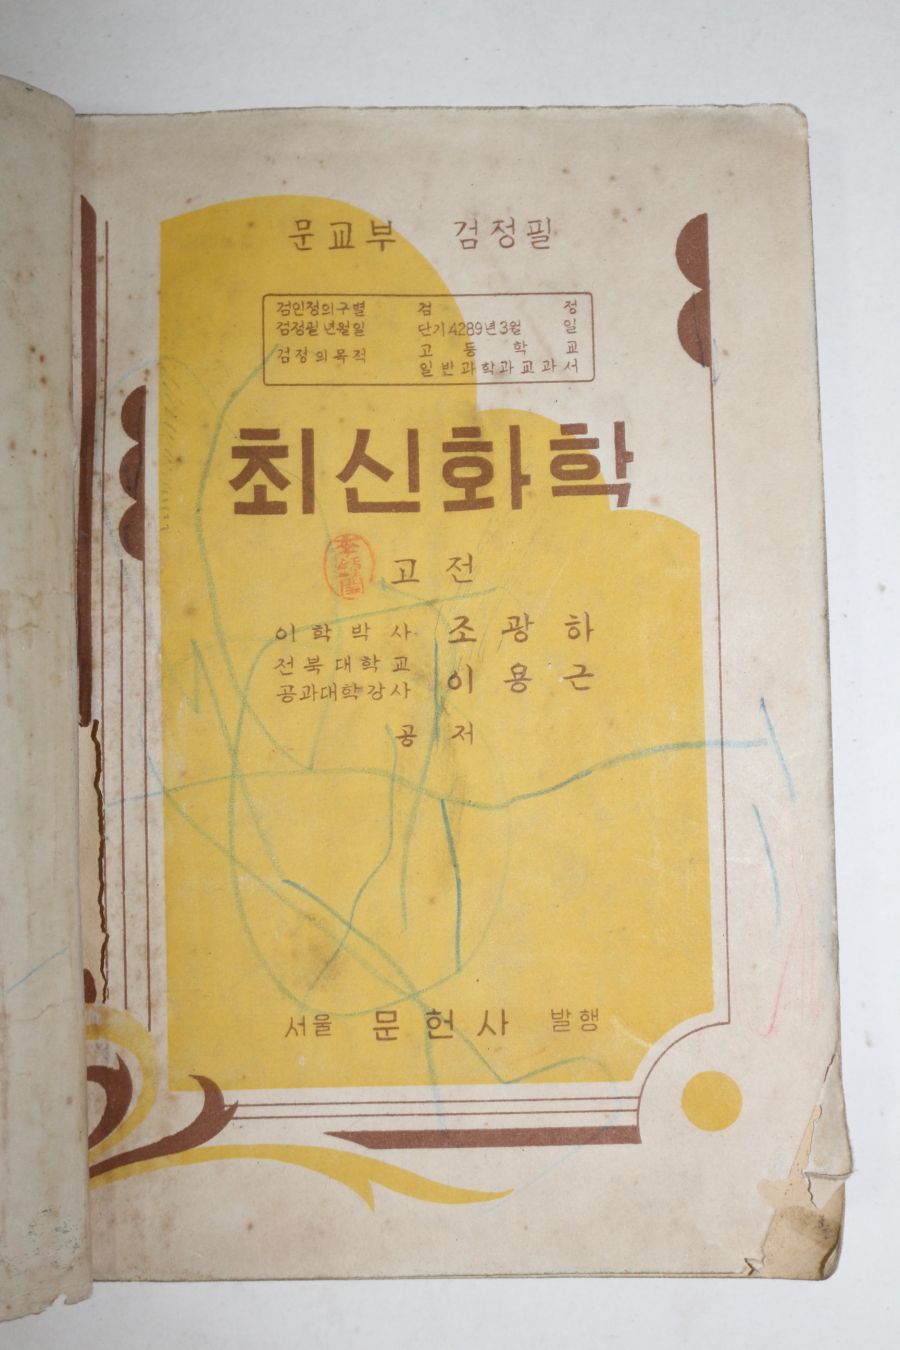 문교부 검정필
검인정의구별 검 정
검정필년월일 단기4289년3월 일
검정의목적 고등학교
일반과학과교과서
최신화학
고 전
이학박사 조광하
전북대학교
공과대학강사 이용근
공 저
서울 문헌사 발행